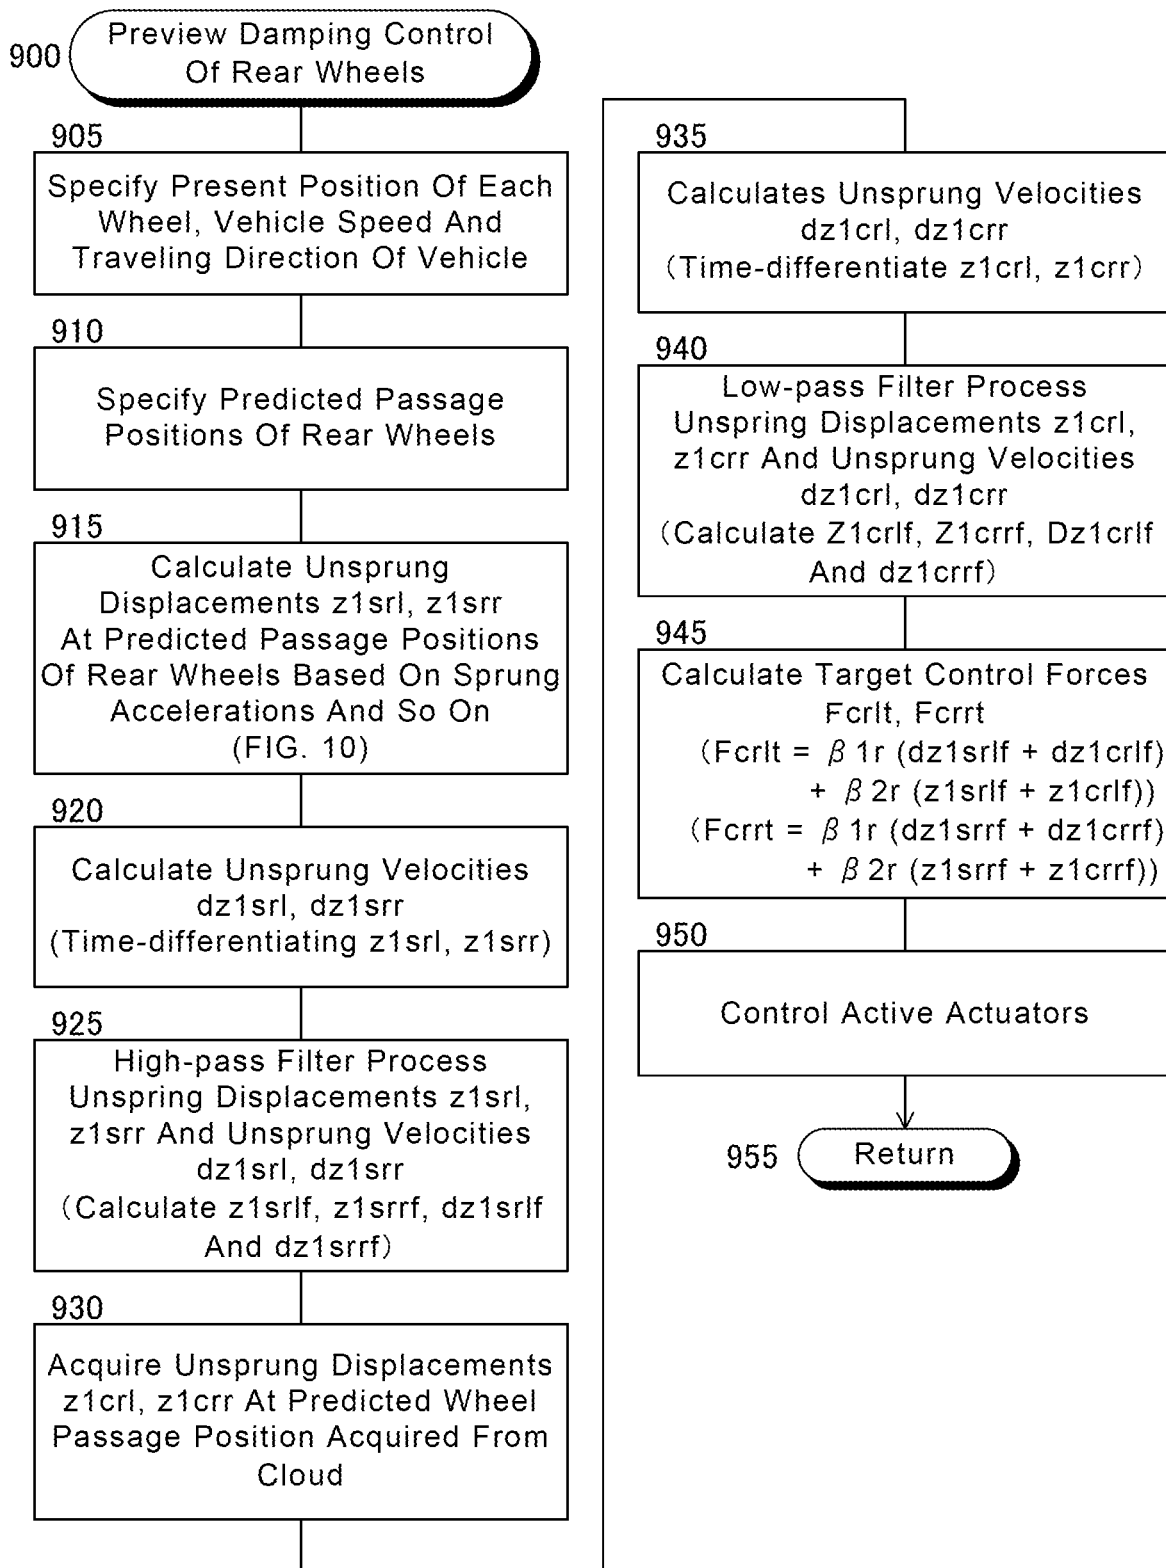 900
Preview Damping Control
Of Rear Wheels
905
Specify Present Position Of Each
Wheel, Vehicle Speed And
Traveling Direction Of Vehicle
910
Specify Predicted Passage
Positions Of Rear Wheels
915
Calculate Unsprung
Displacements z1srl, z1srr
At Predicted Passage Positions
Of Rear Wheels Based On Sprung
Accelerations And So On
(FIG. 10)
920
Calculate Unsprung Velocities
dz1srl, dz1srr
(Time-differentiating z1srl, z1srr)
925
High-pass Filter Process
Unspring Displacements z1srl,
z1srr And Unsprung Velocities
dz1srl, dz1srr
(Calculate z1srlf, z1srrf, dz1srlf
And dz1srrf)
930
Acquire Unsprung Displacements
z1crl, z1crr At Predicted Wheel
Passage Position Acquired From
Cloud
935
Calculates Unsprung Velocities
dz1crl, dz1crr
(Time-differentiate z1crl, z1crr)
940
Low-pass Filter Process
Unspring Displacements z1crl,
z1crr And Unsprung Velocities
dz1crl, dz1crr
(Calculate Z1crlf, Z1crrf, Dz1crlf
And dz1crrf)
945
Calculate Target Control Forces
Fcrlt, Fcrrt
(Fcrlt = β1r (dz1srlf + dz1crlf)
+ β2r (z1srlf + z1crlf))
(Fcrrt = β1r (dz1srrf + dz1crrf)
+ β2r (z1srrf + z1crrf))
950
Control Active Actuators
955
Return